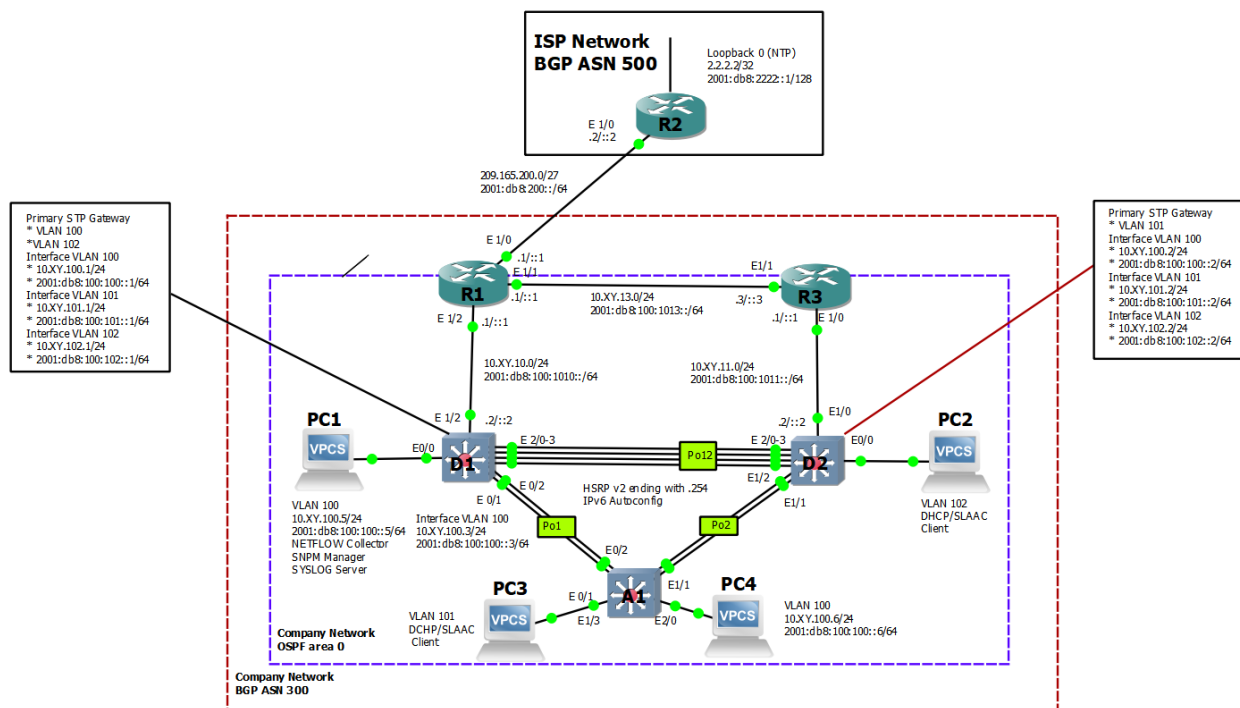 ISP Network
BGP ASN 500
Loopback 0 (NTP)
2.2.2.2/32
2001:db8:2222::1/128
R2
E 1/0
.2/::2
209.165.200.0/27
2001:db8:200::/64
Primary STP Gateway
* VLAN 100
*VLAN 102
Interface VLAN 100
* 10.XY.100.1/24
* 2001:db8:100:100::1/64
Interface VLAN 101
* 10.XY.101.1/24
* 2001:db8:100:101::1/64
Interface VLAN 102
* 10.XY.102.1/24
* 2001:db8:100:102::1/64
Primary STP Gateway
* VLAN 101
Interface VLAN 100
* 10.XY.100.2/24
* 2001:db8:100:100::2/64
Interface VLAN 101
* 10.XY.101.2/24
* 2001:db8:100:101::2/64
Interface VLAN 102
* 10.XY.102.2/24
* 2001:db8:100:102::2/64
E 1/0
.1/::1
E 1/1
R1
.1/::1
E 1/2
.1/::1
10.XY.13.0/24
2001:db8:100:1013::/64
E1/1
.3/::3
R3
.1/::1
E 1/0
10.XY.10.0/24
2001:db8:100:1010::/64
10.XY.11.0/24
2001:db8:100:1011::/64
E 1/2
.2/::2
E1/0
.2/::2
PC1
VPCS
E0/0
D1
E 2/0-3
Po12
E 2/0-3
D2
E0/0
PC2
VPCS
VLAN 100
10.XY.100.5/24
2001:db8:100:100::5/64
NETFLOW Collector
SNPM Manager
SYSLOG Server
E 0/1
E 0/2
Interface VLAN 100
10.XY.100.3/24
2001:db8:100:100::3/64
HSRP v2 ending with .254
IPv6 Autoconfig
E1/2
E1/1
VLAN 102
DHCP/SLAAC
Client
Po1
Po2
E0/2
E 0/1
A1
E1/1
E1/3
E2/0
PC3
VPCS
VLAN 101
DCHP/SLAAC
Client
PC4
VPCS
VLAN 100
10.XY.100.6/24
2001:db8:100:100::6/64
Company Network
OSPF area 0
Company Network
BGP ASN 300